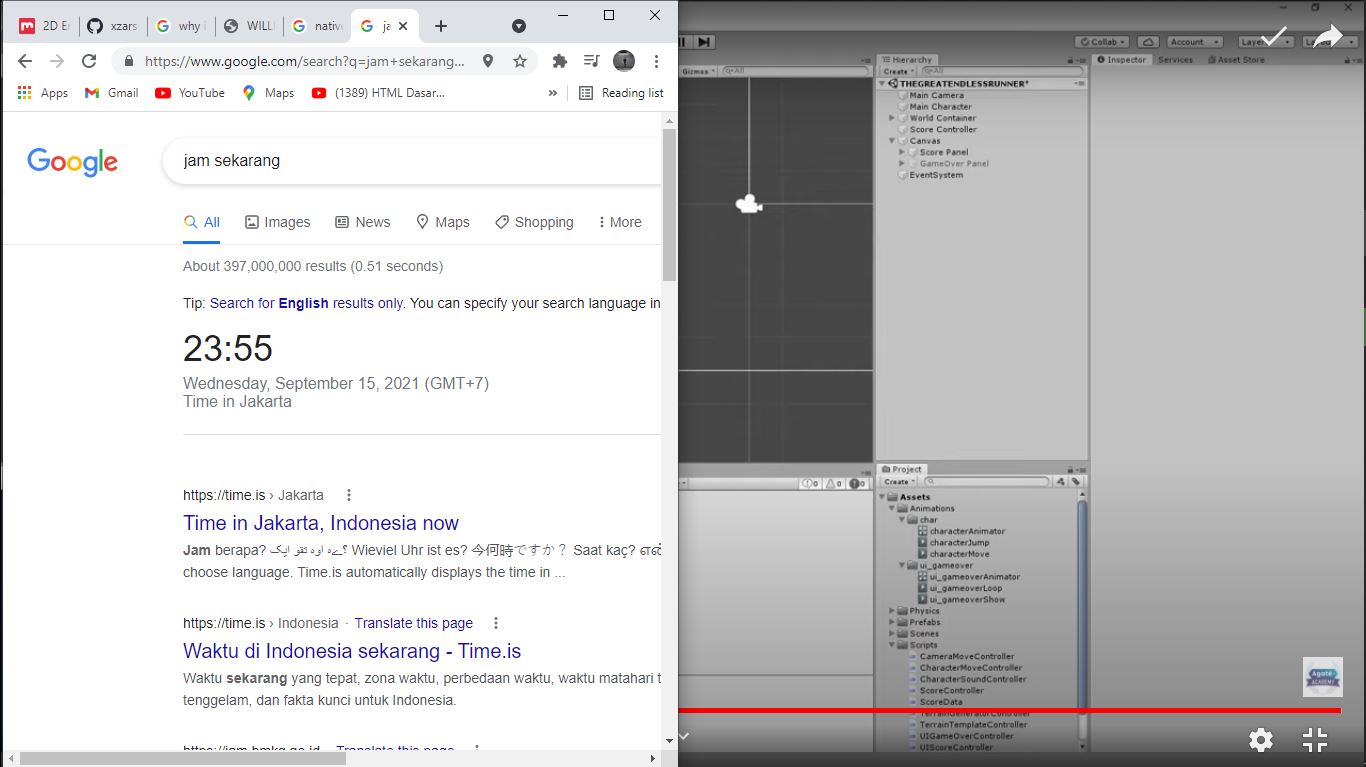 2D E
xzars
why i
WILL
nativ
ja
https://www.google.com/search?q=jam+sekarang...
Apps
Gmail
YouTube
Maps
(1389) HTML Dasar...
»
Reading list
Google
jam sekarang
All
Images
News
Maps
Shopping
More
About 397,000,000 results (0.51 seconds)
Tip: Search for English results only. You can specify your search language in
23:55
Wednesday, September 15, 2021 (GMT+7)
Time in Jakarta
https://time.is › Jakarta
Time in Jakarta, Indonesia now
Jam berapa? Wieviel Uhr ist es? 今何時ですか？ Saat kaç?
choose language. Time.is automatically displays the time in ...
https://time.is › Indonesia · Translate this page
Waktu di Indonesia sekarang - Time.is
Waktu sekarang yang tepat, zona waktu, perbedaan waktu, waktu matahari t
tenggelam, dan fakta kunci untuk Indonesia.
https://jam.bmkg.go.id Translate this page
Collab
Account
Gizmos
All
Hierarchy
Create
All
THEGREATENDLESSRUNNER*
Main Camera
Main Character
World Container
Score Controller
Canvas
Score Panel
GameOver Panel
EventSystem
Inspector
Services
Asset Store
0
0
0
Project
Create
Assets
Animations
char
characterAnimator
characterJump
characterMove
ui_gameover
ui_gameoverAnimator
ui_gameoverLoop
ui_gameoverShow
Physics
Prefabs
Scenes
Scripts
CameraMoveController
CharacterMoveController
CharacterSoundController
ScoreController
ScoreData
TerrainGeneratorController
TerrainTemplateController
UIGameOverController
UIScoreController
Agate
ACADEMY